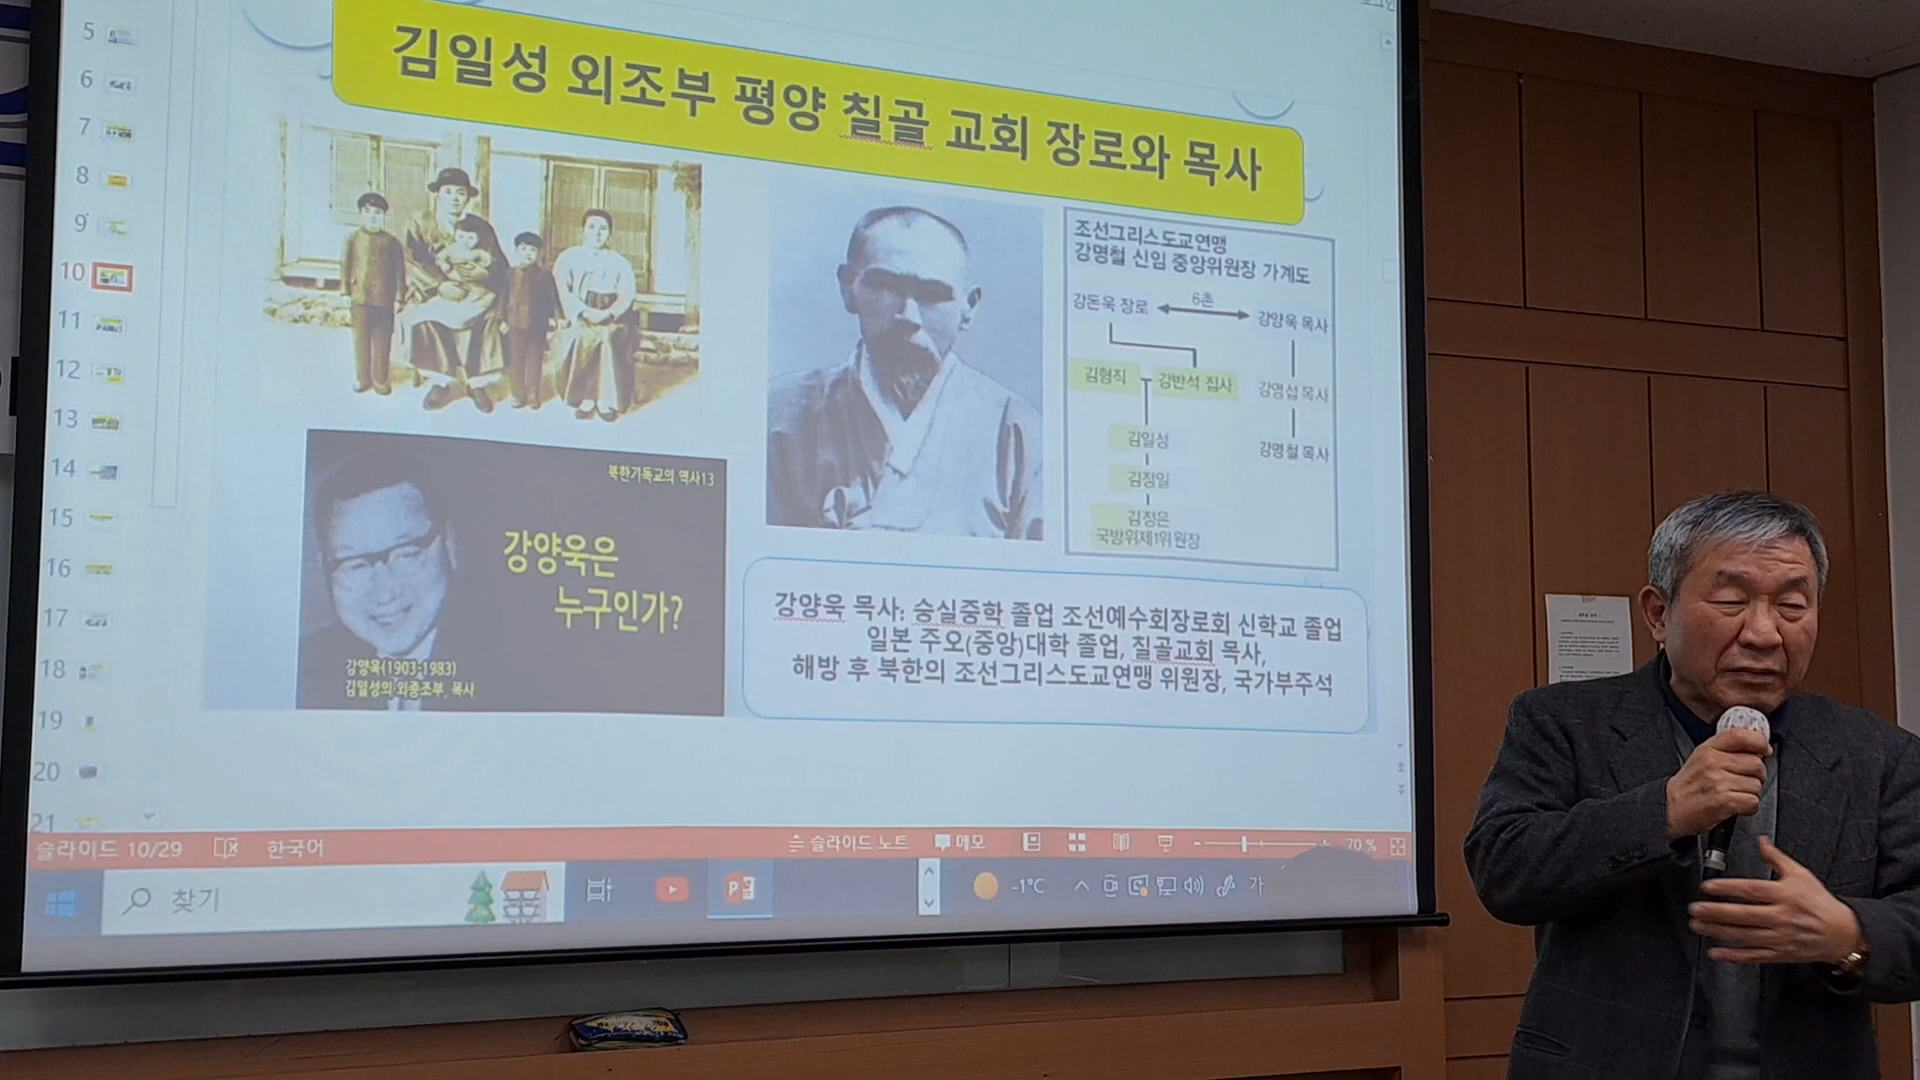 김일성 외조부 평양 칠골 교회 장로와 목사
조선그리스도교연맹
강명철 신임 중앙위원장 가계도
강돈욱 장로
6촌
강양욱 목사
김형직
강반석 집사
강영섭 목사
김일성
강명철 목사
김정일
김정은
국방위제1위원장
북한기독교의 역사13
강양욱은
누구인가?
강양욱(1903-1983)
김일성의 외종조부, 목사
강양욱 목사: 숭실중학 졸업 조선예수회장로회 신학교 졸업
일본 주오(중앙)대학 졸업, 칠골교회 목사,
해방 후 북한의 조선그리스도교연맹 위원장, 국가부주석
5
6
7
8
9
10
11
12
13
14
15
16
17
18
19
20
21
슬라이드 10/29 한국어 슬라이드 노트 메모 70 %
찾기
-1°C 가